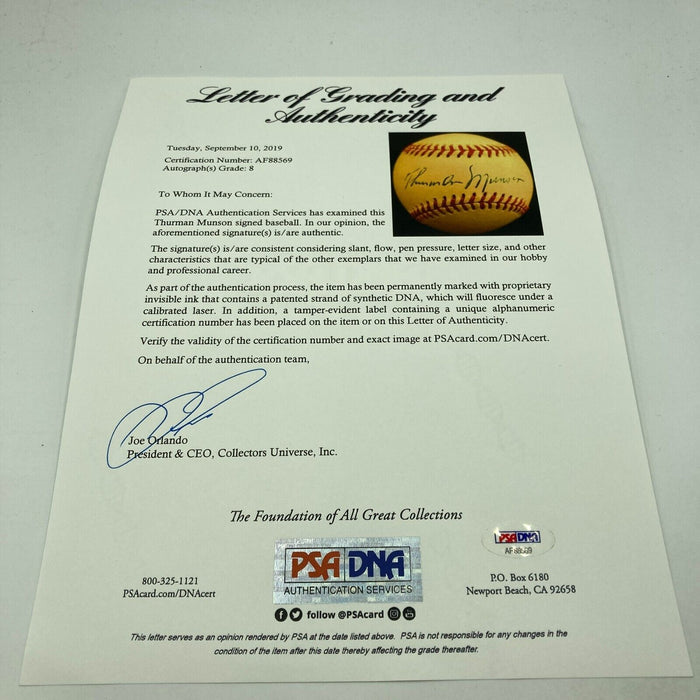 Letter of Grading and
Authenticity
Tuesday, September 10, 2019
Certification Number: AF88569
Autograph(s) Grade: 8
Thurman Munson
To Whom It May Concern:
PSA/DNA Authentication Services has examined this
Thurman Munson signed baseball. In our opinion, the
aforementioned signature(s) is/are authentic.
The signature(s) is/are consistent considering slant, flow, pen pressure, letter size, and other
characteristics that are typical of the other exemplars that we have examined in our hobby
and professional career.
As part of the authentication process, the item has been permanently marked with proprietary
invisible ink that contains a patented strand of synthetic DNA, which will fluoresce under a
calibrated laser. In addition, a tamper-evident label containing a unique alphanumeric
certification number has been placed on the item or on this Letter of Authenticity.
Verify the validity of the certification number and exact image at PSAcard.com/DNAcert.
On behalf of the authentication team,
Joe Orlando
President & CEO, Collectors Universe, Inc.
The Foundation of All Great Collections
PSA DNA
AF88569
PSA DNA
AUTHENTICATION SERVICES
800-325-1121
PSAcard.com/DNAcert
P.O. Box 6180
Newport Beach, CA 92658
follow @PSAcard
This letter serves as an opinion rendered by PSA at the date listed above. PSA is not responsible for any changes in the
condition of the item after this date thereby affecting the grade thereafter.